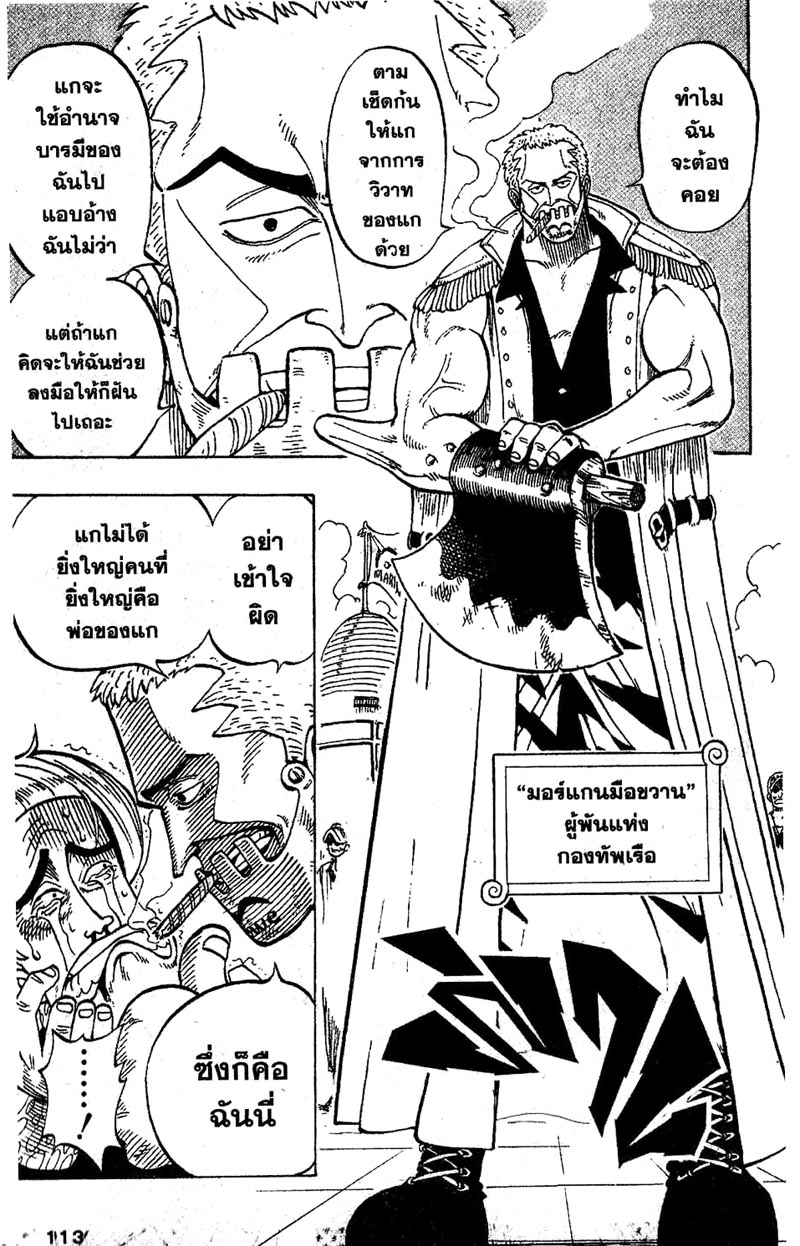 ทำไม
ฉัน
จะต้อง
คอย
ตาม
เช็ดก้น
ให้แก
จากการ
วิวาท
ของแก
ด้วย
แกจะ
ใช้อำนาจ
บารมีของ
ฉันไป
แอบอ้าง
ฉันไม่ว่า
แต่ถ้าแก
คิดจะให้ฉันช่วย
ลงมือให้ก็ฝัน
ไปเถอะ
MARIN
“มอร์แกนมือขวาน”
ผู้พันแห่ง
กองทัพเรือ
อย่า
เข้าใจ
ผิด
แกไม่ได้
ยิ่งใหญ่คนที่
ยิ่งใหญ่คือ
พ่อของแก
ซึ่งก็คือ
ฉันนี่
......!
113